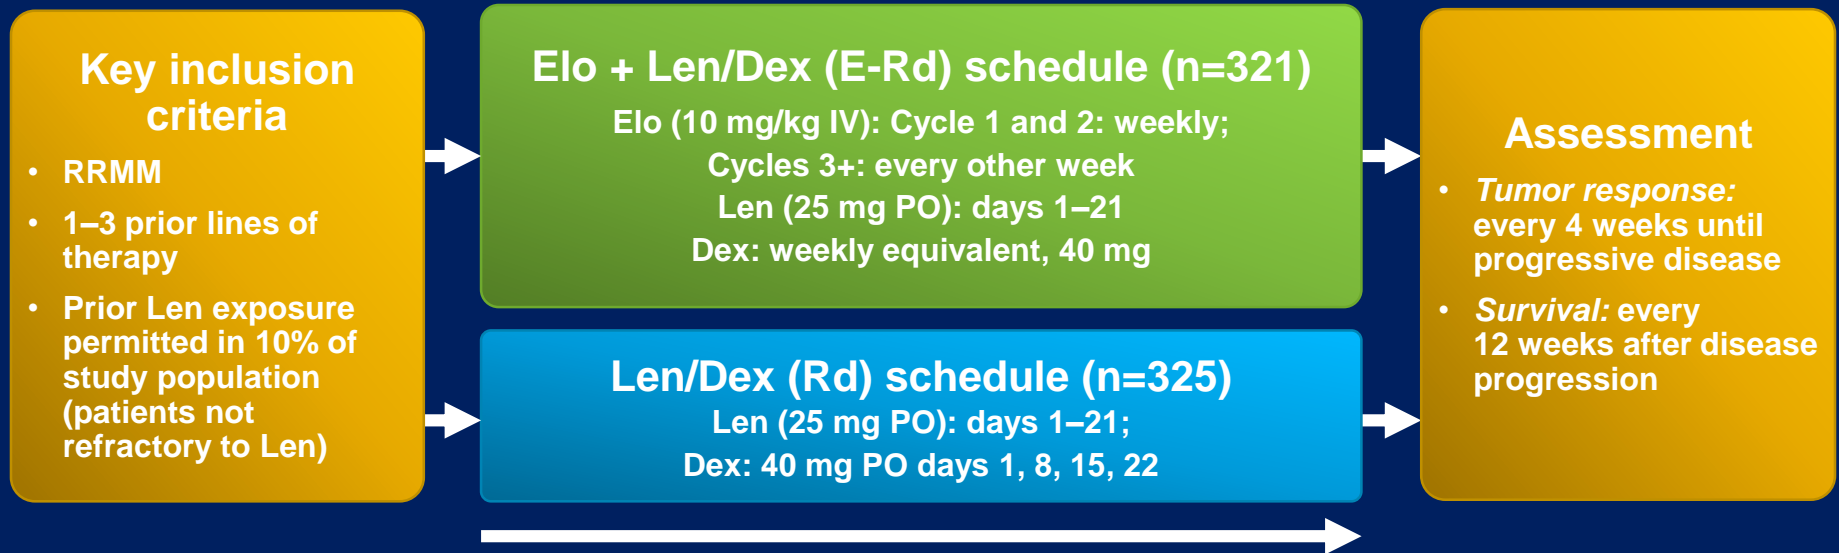 Key inclusion
criteria
• RRMM
• 1–3 prior lines of
therapy
• Prior Len exposure
permitted in 10% of
study population
(patients not
refractory to Len)
Elo + Len/Dex (E-Rd) schedule (n=321)
Elo (10 mg/kg IV): Cycle 1 and 2: weekly;
Cycles 3+: every other week
Len (25 mg PO): days 1–21
Dex: weekly equivalent, 40 mg
Len/Dex (Rd) schedule (n=325)
Len (25 mg PO): days 1–21;
Dex: 40 mg PO days 1, 8, 15, 22
Assessment
• Tumor response:
every 4 weeks until
progressive disease
• Survival: every
12 weeks after disease
progression